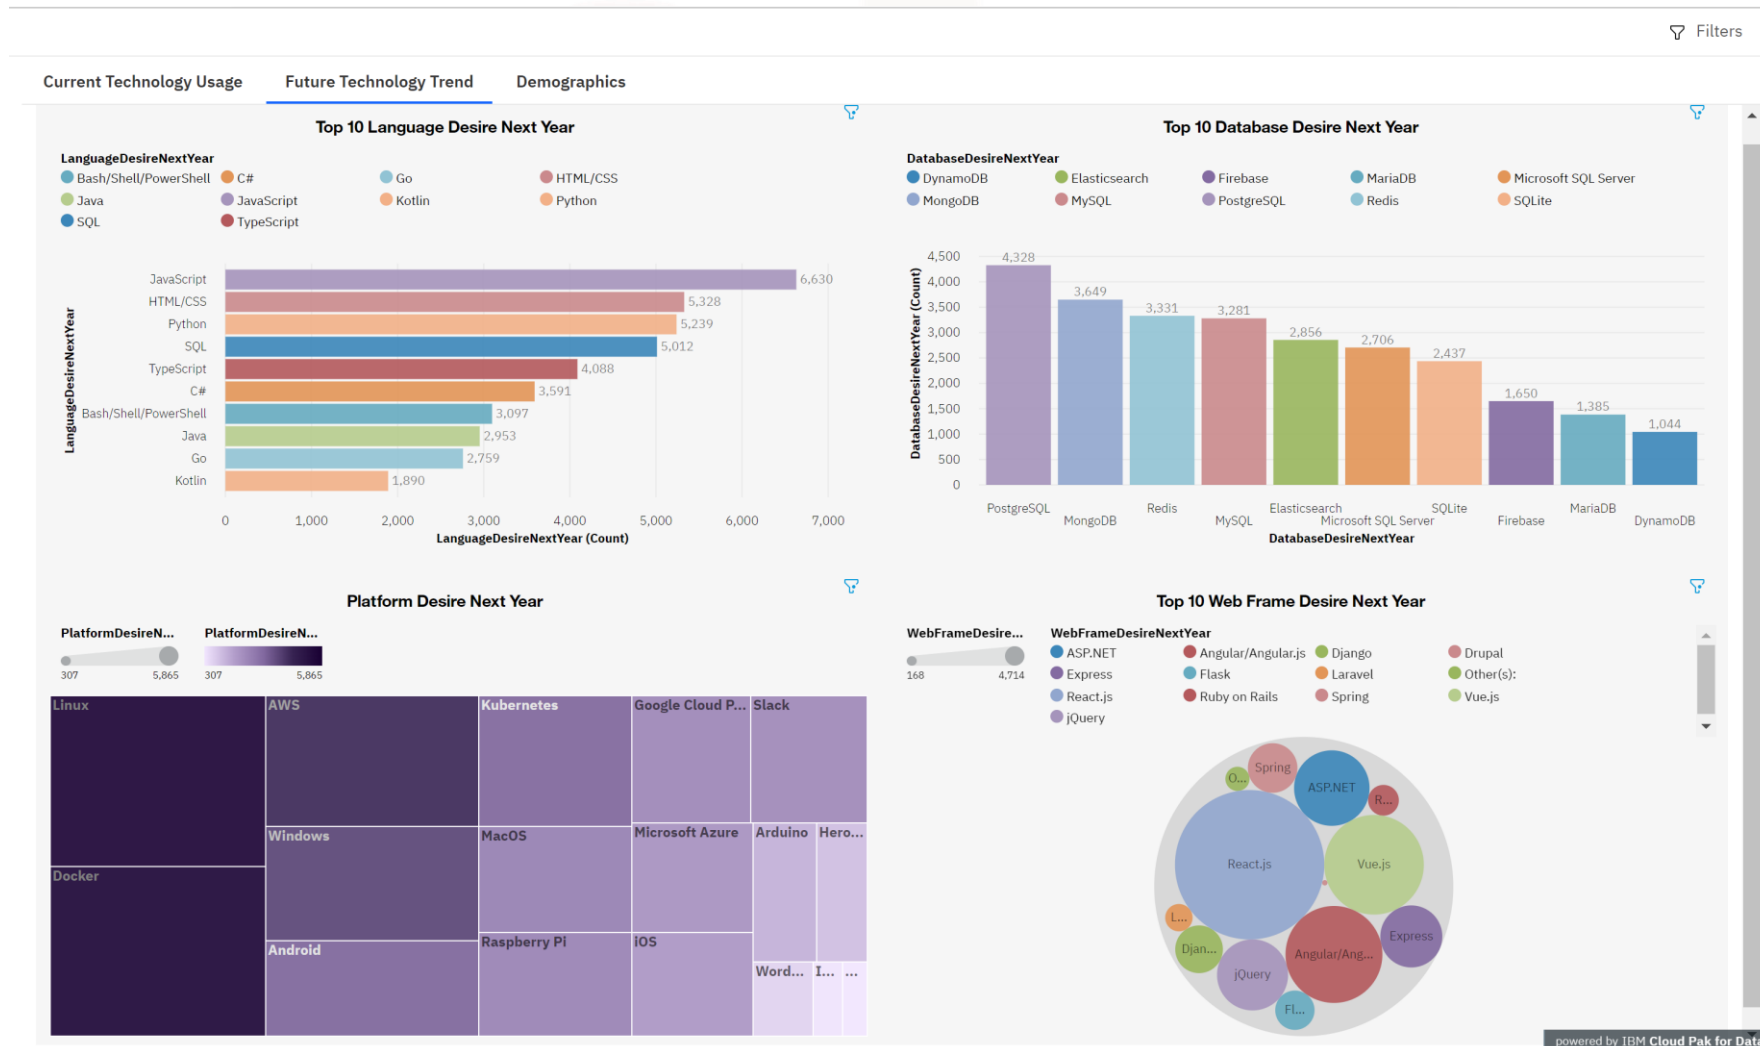 Filters
Current Technology Usage Future Technology Trend Demographics
Top 10 Language Desire Next Year
LanguageDesireNextYear
Bash/Shell/PowerShell C# Go HTML/CSS
Java JavaScript Kotlin Python
SQL TypeScript
LanguageDesireNextYear
JavaScript 6,630
HTML/CSS 5,328
Python 5,239
SQL 5,012
TypeScript 4,088
C# 3,591
Bash/Shell/PowerShell 3,097
Java 2,953
Go 2,759
Kotlin 1,890
0 1,000 2,000 3,000 4,000 5,000 6,000 7,000
LanguageDesireNextYear (Count)
Top 10 Database Desire Next Year
DatabaseDesireNextYear
DynamoDB Elasticsearch Firebase MariaDB Microsoft SQL Server
MongoDB MySQL PostgreSQL Redis SQLite
DatabaseDesireNextYear (Count)
4,500
4,000
3,500
3,000
2,500
2,000
1,500
1,000
500
0
4,328
3,649
3,331
3,281
2,856
2,706
2,437
1,650
1,385
1,044
PostgreSQL
MongoDB
Redis
MySQL
Elasticsearch
Microsoft SQL Server
SQLite
Firebase
MariaDB
DynamoDB
DatabaseDesireNextYear
Platform Desire Next Year
PlatformDesireN... PlatformDesireN...
307 5,865 307 5,865
Linux
Docker
AWS
Windows
Android
Kubernetes
MacOS
Raspberry Pi
Google Cloud P...
Slack
Microsoft Azure
Arduino
Hero...
iOS
Word...
I...
...
Top 10 Web Frame Desire Next Year
WebFrameDesire... WebFrameDesireNextYear
168 4,714
ASP.NET Angular/Angular.js Django Drupal
Express Flask Laravel Other(s):
React.js Ruby on Rails Spring Vue.js
jQuery
O...
Spring
ASP.NET
R...
React.js
Vue.js
L...
Djan...
jQuery
Angular/Ang...
Express
Fl...
powered by IBM Cloud Pak for Data